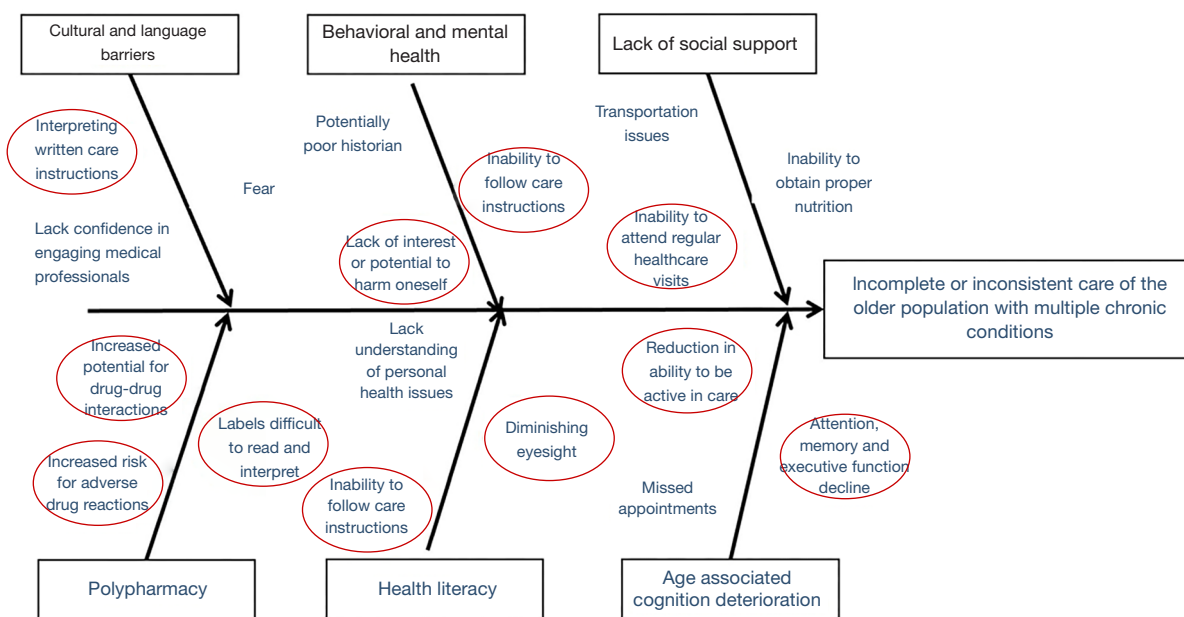 Cultural and language
barriers
Behavioral and mental
health
Lack of social support
Interpreting
written care
instructions
Fear
Lack confidence in
engaging medical
professionals
Potentially
poor historian
Inability to
follow care
instructions
Lack of interest
or potential to
harm oneself
Transportation
issues
Inability to
obtain proper
nutrition
Inability to
attend regular
healthcare
visits
Incomplete or inconsistent care of the
older population with multiple chronic
conditions
Increased
potential for
drug-drug
interactions
Labels difficult
to read and
interpret
Increased risk
for adverse
drug reactions
Lack
understanding
of personal
health issues
Diminishing
eyesight
Inability to
follow care
instructions
Reduction in
ability to be
active in care
Attention,
memory and
executive function
decline
Missed
appointments
Polypharmacy
Health literacy
Age associated
cognition deterioration